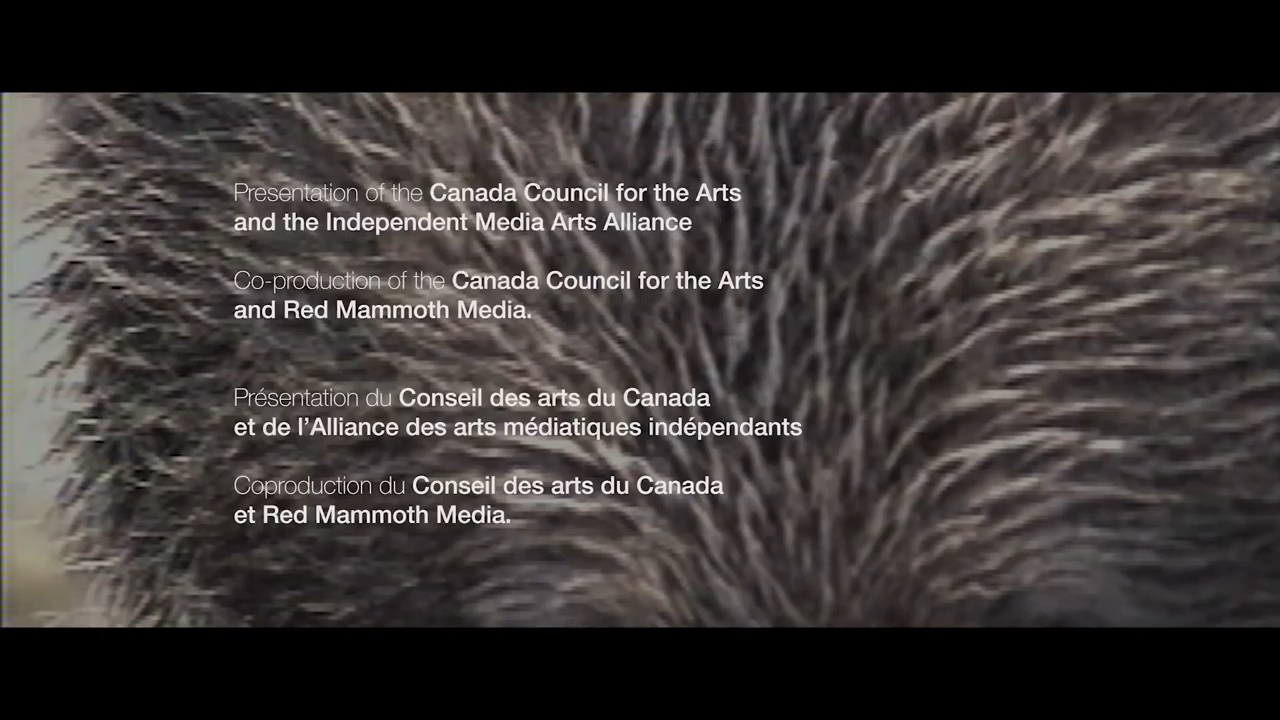 Presentation of the Canada Council for the Arts
and the Independent Media Arts Alliance
Co-production of the Canada Council for the Arts
and Red Mammoth Media.
Présentation du Conseil des arts du Canada
et de l’Alliance des arts médiatiques indépendants
Coproduction du Conseil des arts du Canada
et Red Mammoth Media.